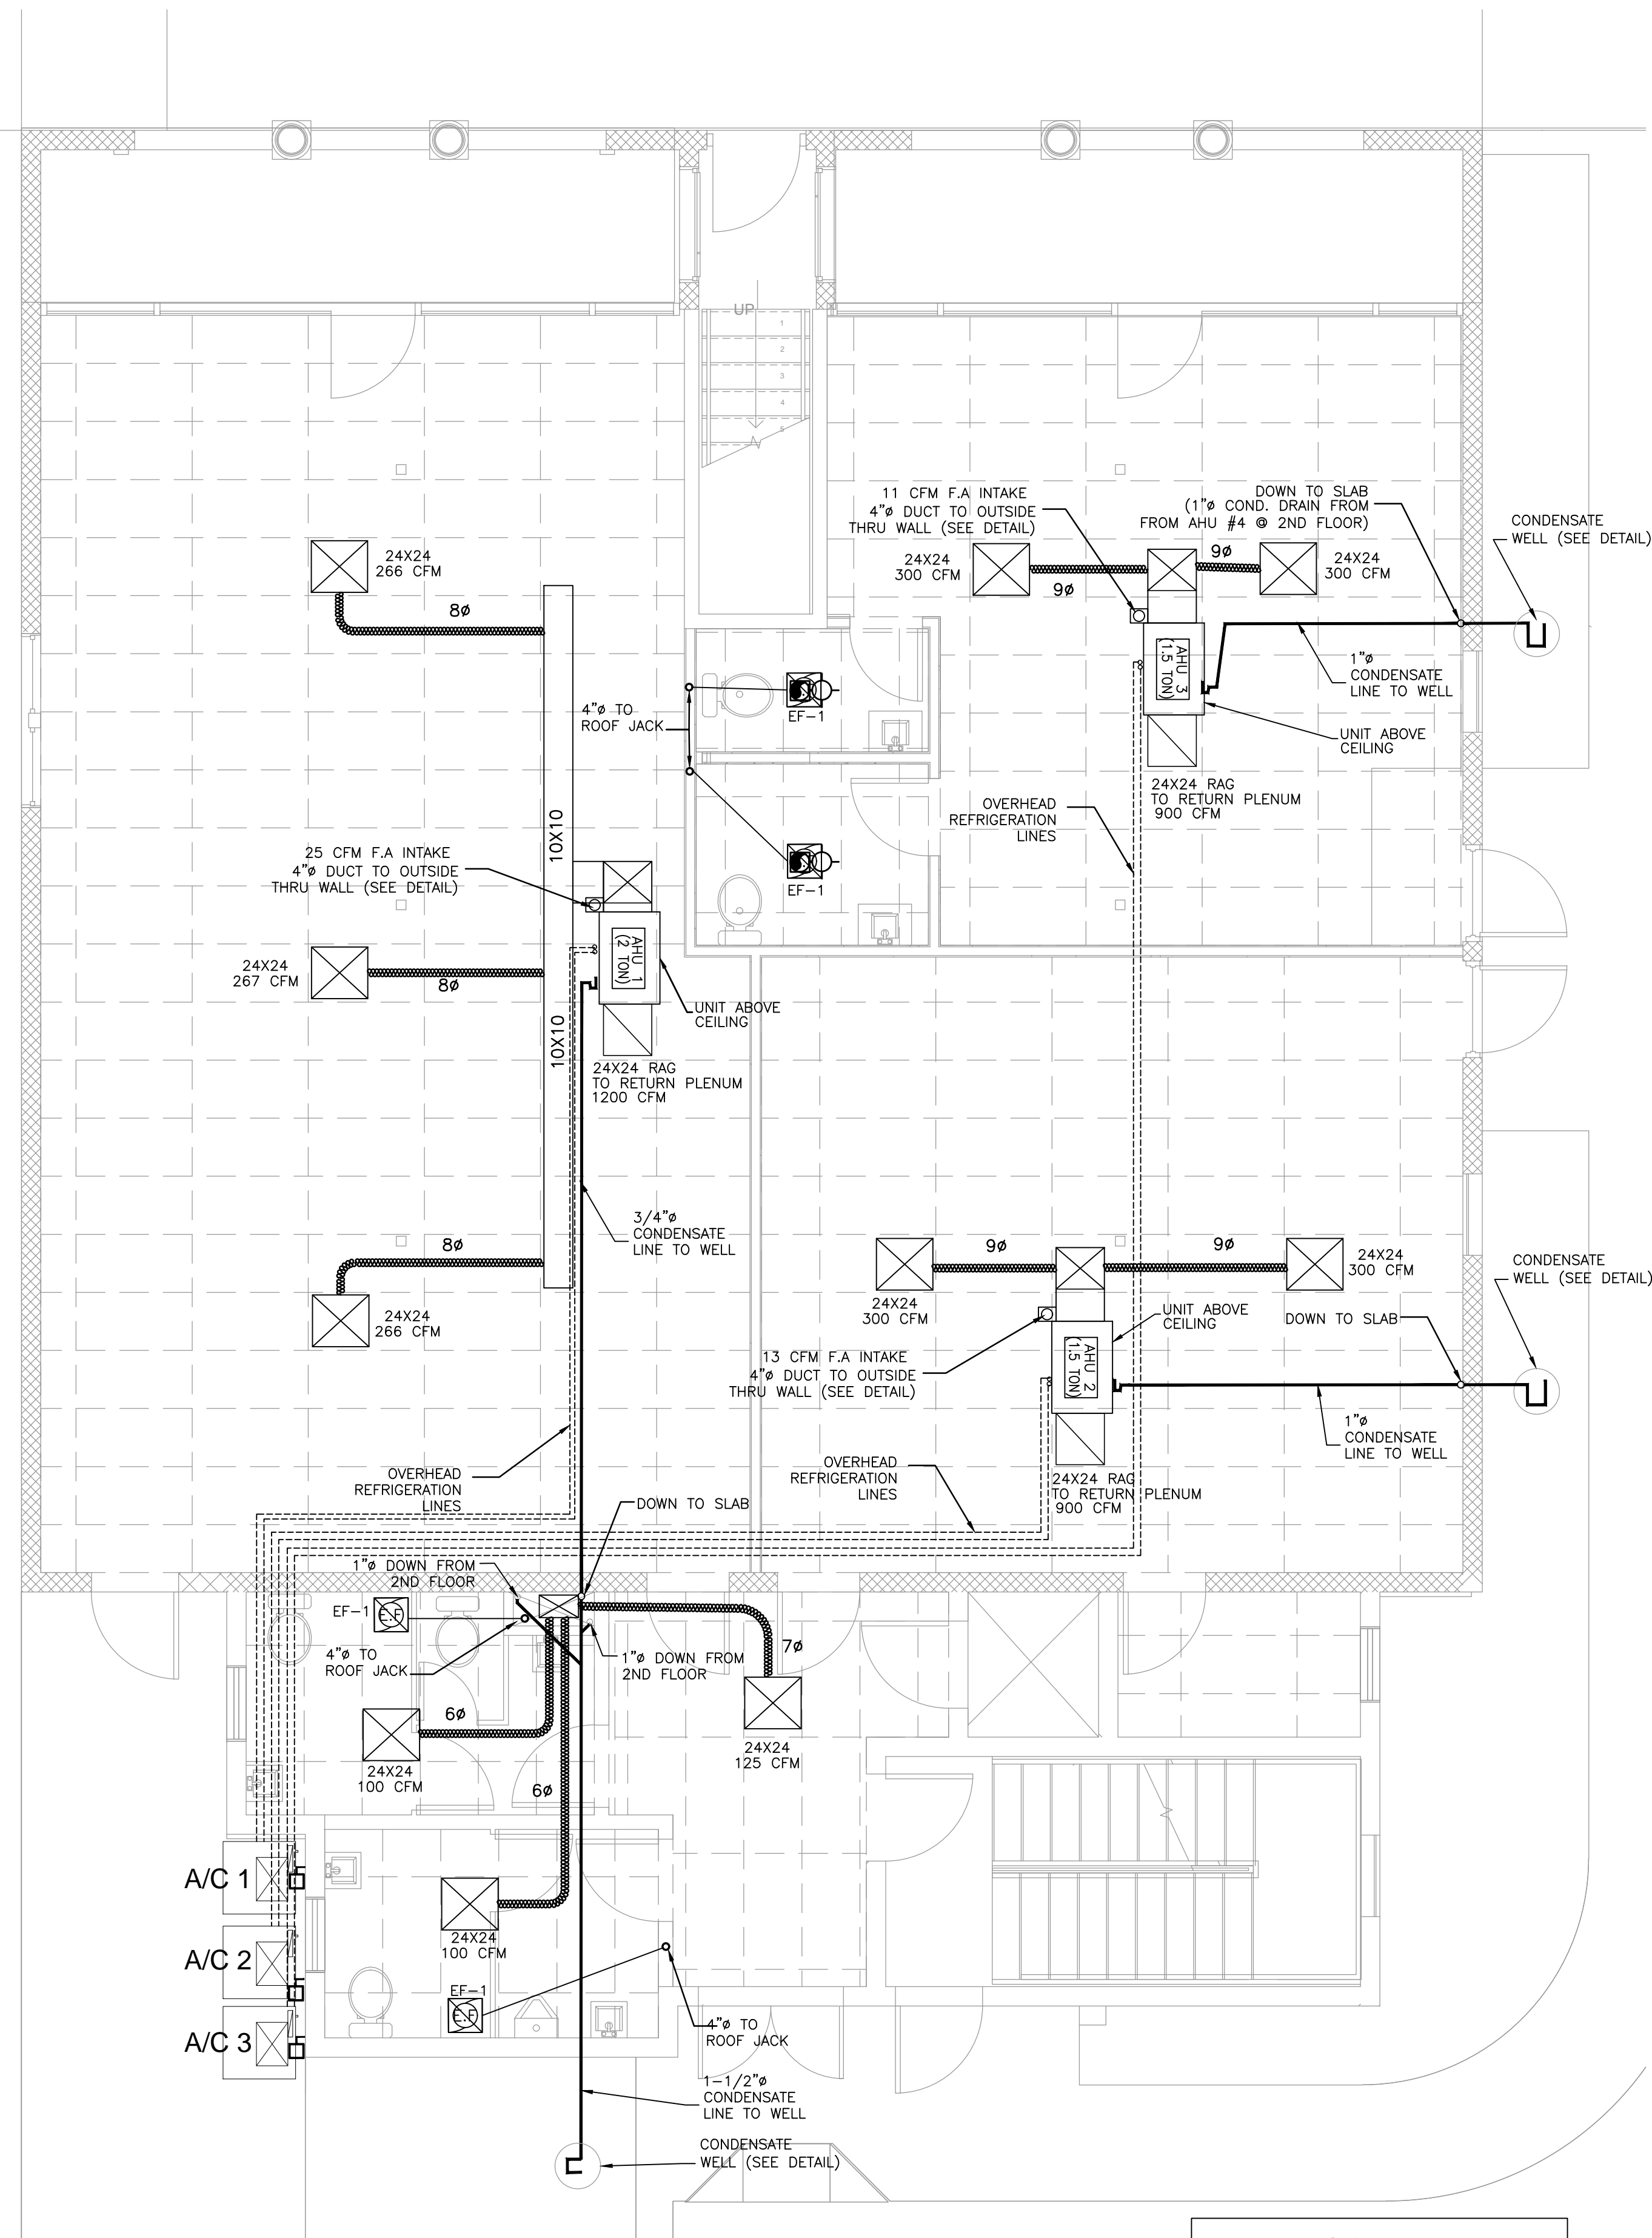 UP
1
2
3
4
5
11 CFM F.A INTAKE
4"ø DUCT TO OUTSIDE
THRU WALL (SEE DETAIL)
DOWN TO SLAB
(1"ø COND. DRAIN FROM
FROM AHU #4 @ 2ND FLOOR)
CONDENSATE
WELL (SEE DETAIL)
24X24
266 CFM
8ø
24X24
300 CFM
9ø
9ø
24X24
300 CFM
AHU 3
(1.5 TON)
1"ø
CONDENSATE
LINE TO WELL
4"ø TO
ROOF JACK
EF-1
UNIT ABOVE
CEILING
24X24 RAG
TO RETURN PLENUM
900 CFM
OVERHEAD
REFRIGERATION
LINES
10X10
25 CFM F.A INTAKE
4"ø DUCT TO OUTSIDE
THRU WALL (SEE DETAIL)
EF-1
AHU 1
(2 TON)
24X24
267 CFM
8ø
UNIT ABOVE
CEILING
10X10
24X24 RAG
TO RETURN PLENUM
1200 CFM
3/4"ø
CONDENSATE
LINE TO WELL
8ø
24X24
266 CFM
9ø
9ø
24X24
300 CFM
24X24
300 CFM
CONDENSATE
WELL (SEE DETAIL)
UNIT ABOVE
CEILING
DOWN TO SLAB
13 CFM F.A INTAKE
4"ø DUCT TO OUTSIDE
THRU WALL (SEE DETAIL)
AHU 2
(1.5 TON)
1"ø
CONDENSATE
LINE TO WELL
OVERHEAD
REFRIGERATION
LINES
OVERHEAD
REFRIGERATION
LINES
24X24 RAG
TO RETURN PLENUM
900 CFM
DOWN TO SLAB
1"ø DOWN FROM
2ND FLOOR
EF-1
E.F
4"ø TO
ROOF JACK
1"ø DOWN FROM
2ND FLOOR
7ø
6ø
24X24
100 CFM
24X24
125 CFM
6ø
A/C 1
24X24
100 CFM
A/C 2
EF-1
E.F
A/C 3
4"ø TO
ROOF JACK
1-1/2"ø
CONDENSATE
LINE TO WELL
CONDENSATE
WELL (SEE DETAIL)